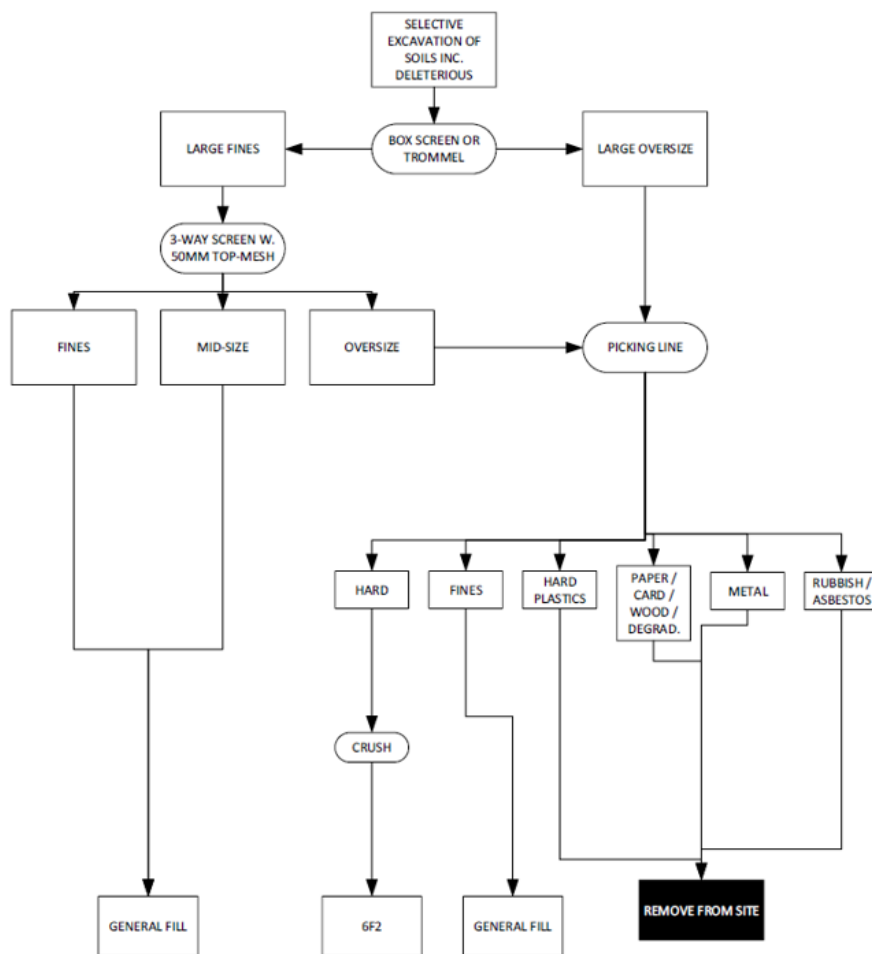 SELECTIVE
EXCAVATION OF
SOILS INC.
DELETERIOUS
LARGE FINES
BOX SCREEN OR
TROMMEL
LARGE OVERSIZE
3-WAY SCREEN W.
50MM TOP-MESH
FINES
MID-SIZE
OVERSIZE
PICKING LINE
HARD
FINES
HARD
PLASTICS
PAPER /
CARD /
WOOD /
DEGRAD.
METAL
RUBBISH /
ASBESTOS
CRUSH
GENERAL FILL
6F2
GENERAL FILL
REMOVE FROM SITE